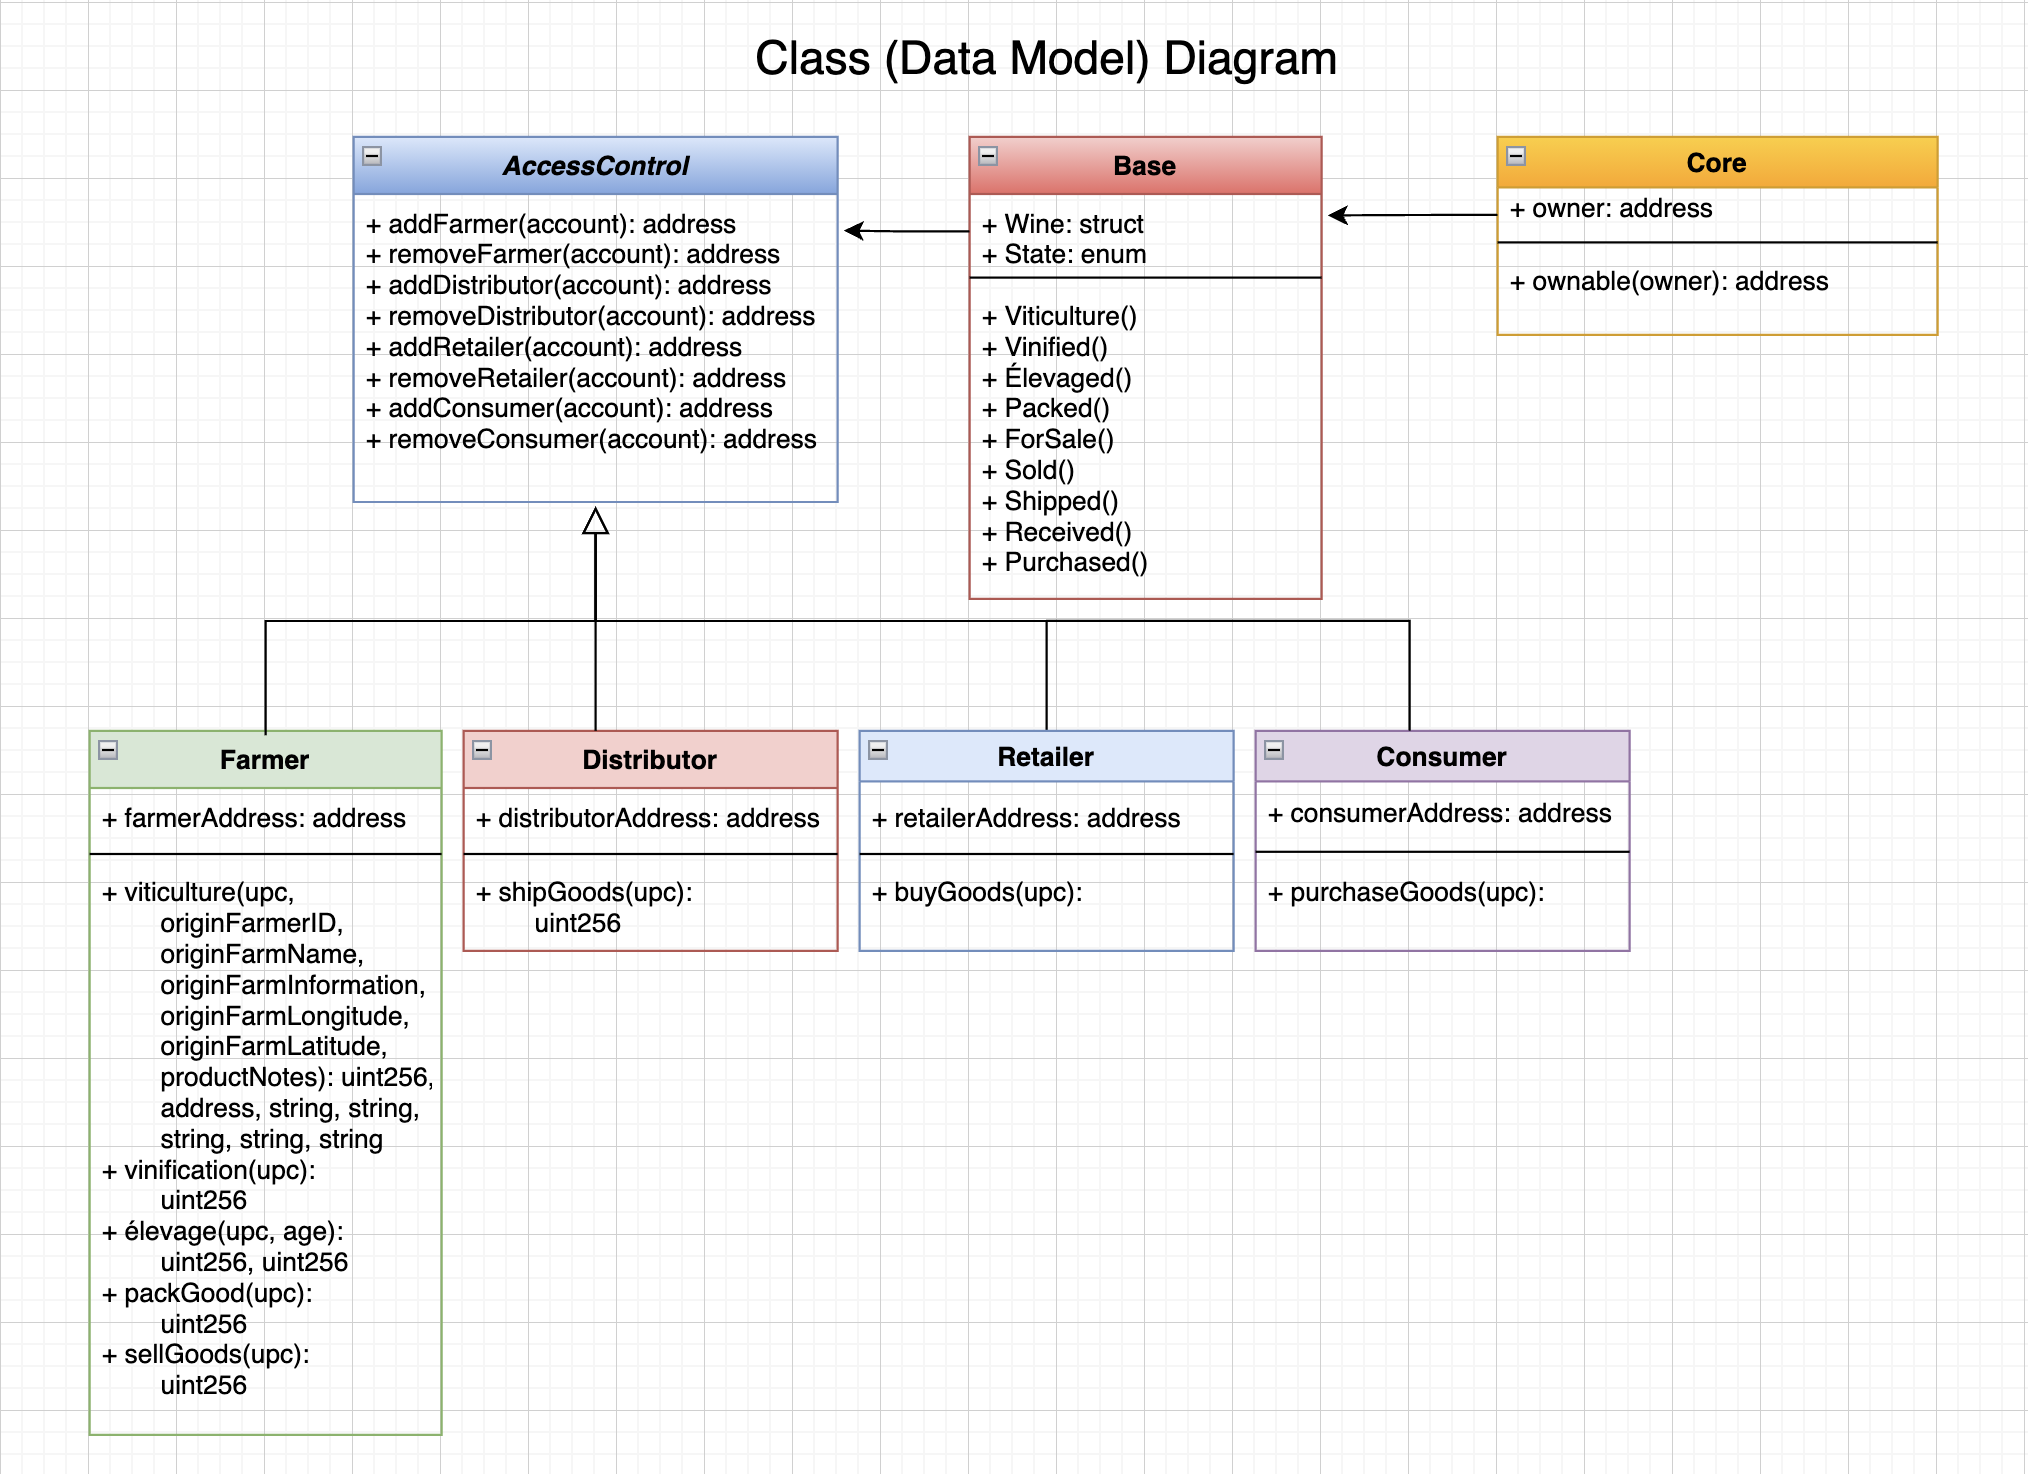 Class (Data Model) Diagram
AccessControl
+ addFarmer(account): address
+ removeFarmer(account): address
+ addDistributor(account): address
+ removeDistributor(account): address
+ addRetailer(account): address
+ removeRetailer(account): address
+ addConsumer(account): address
+ removeConsumer(account): address
Base
+ Wine: struct
+ State: enum
+ Viticulture()
+ Vinified()
+ Élevaged()
+ Packed()
+ ForSale()
+ Sold()
+ Shipped()
+ Received()
+ Purchased()
Core
+ owner: address
+ ownable(owner): address
Farmer
+ farmerAddress: address
+ viticulture(upc,
originFarmerID,
originFarmName,
originFarmInformation,
originFarmLongitude,
originFarmLatitude,
productNotes): uint256,
address, string, string,
string, string, string
+ vinification(upc):
uint256
+ élevage(upc, age):
uint256, uint256
+ packGood(upc):
uint256
+ sellGoods(upc):
uint256
Distributor
+ distributorAddress: address
+ shipGoods(upc):
uint256
Retailer
+ retailerAddress: address
+ buyGoods(upc):
Consumer
+ consumerAddress: address
+ purchaseGoods(upc):